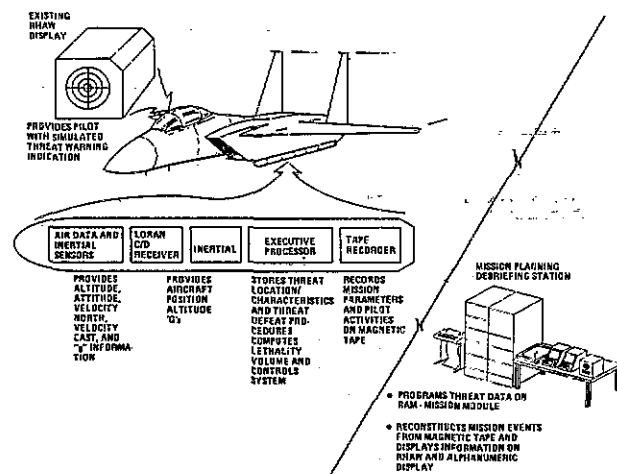 EXISTING
RHAW
DISPLAY
PROVIDES PILOT
WITH SIMULATED
THREAT WARNING
INDICATION
AIR DATA AND
INERTIAL
SENSORS
LORAN
C/D
RECEIVER
INERTIAL
EXECUTIVE
PROCESSOR
TAPE
RECORDER
PROVIDES
ALTITUDE,
ATTITUDE,
VELOCITY
NORTH,
VELOCITY
CAST, AND
"g" INFORMA-
TION
PROVIDES
AIRCRAFT
POSITION
ALTITUDE
'G's
STORES THREAT
LOCATION/
CHARACTERISTICS
AND THREAT
DEFEAT PRO-
CEDURES
COMPUTES
LETHALITY
VOLUME AND
CONTROLS
SYSTEM
RECORDS
MISSION
PARAMETERS
AND PILOT
ACTIVITIES
ON MAGNETIC
TAPE
MISSION PLANNING
DEBRIEFING STATION
• PROGRAMS THREAT DATA ON
RAM - MISSION MODULE
• RECONSTRUCTS MISSION EVENTS
FROM MAGNETIC TAPE AND
DISPLAYS INFORMATION ON
RHAW AND ALPHANUMERIC
DISPLAY